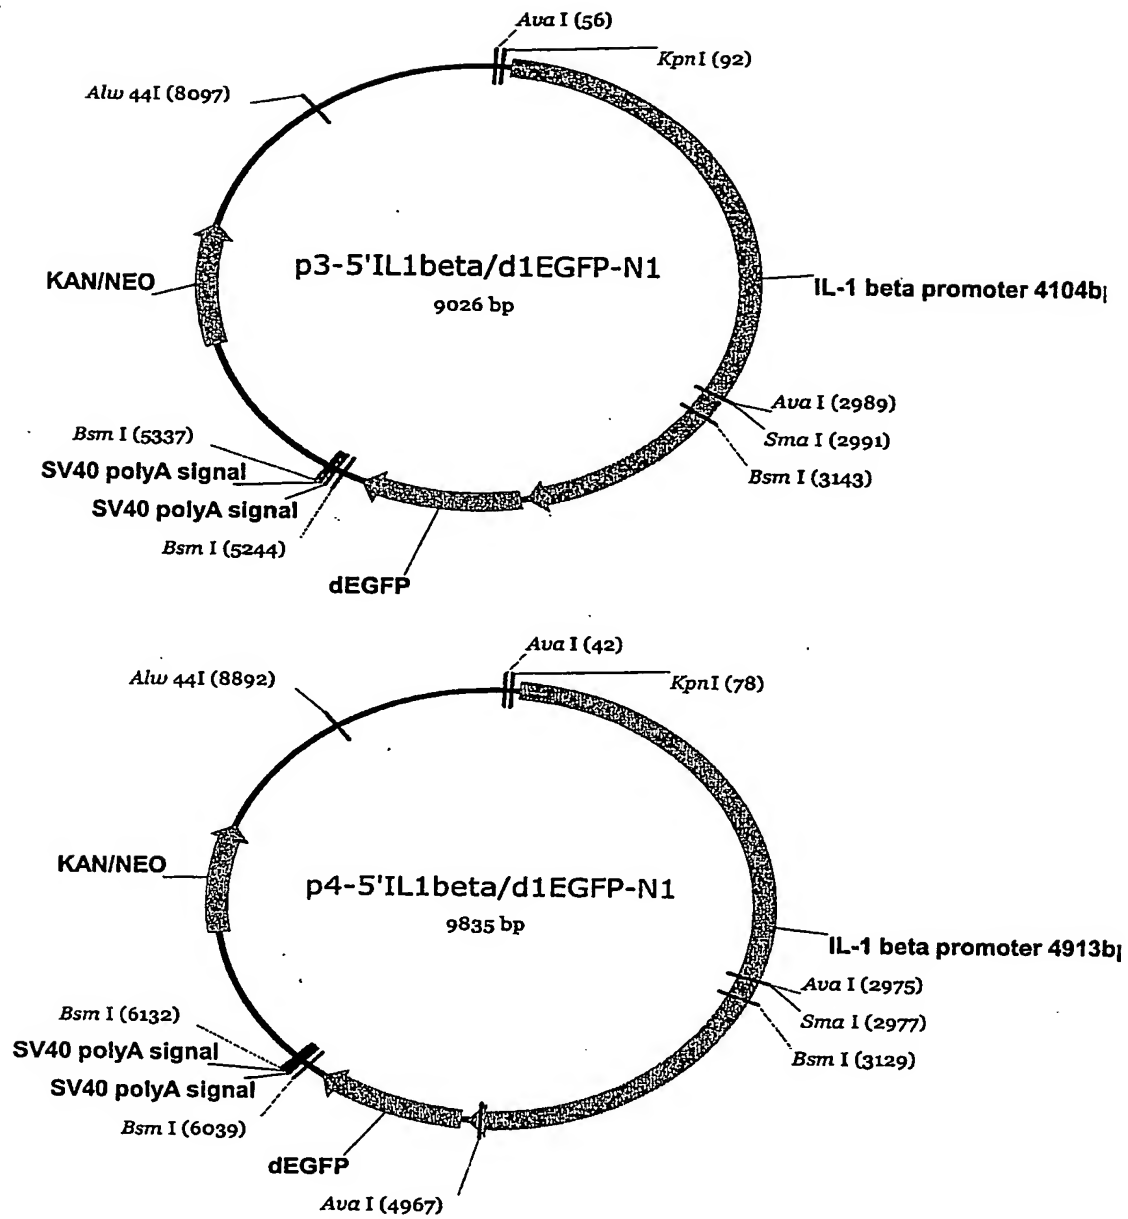 Ava I (56)
KpnI (92)
Alw 44I (8097)
p3-5'IL1beta/d1EGFP-N1
9026 bp
KAN/NEO
IL-1 beta promoter 4104b
Ava I (2989)
Sma I (2991)
Bsm I (3143)
Bsm I (5337)
SV40 polyA signal
SV40 polyA signal
Bsm I (5244)
dEGFP
Ava I (42)
KpnI (78)
Alw 44I (8892)
p4-5'IL1beta/d1EGFP-N1
9835 bp
KAN/NEO
IL-1 beta promoter 4913b
Ava I (2975)
Sma I (2977)
Bsm I (3129)
Bsm I (6132)
SV40 polyA signal
SV40 polyA signal
Bsm I (6039)
dEGFP
Ava I (4967)